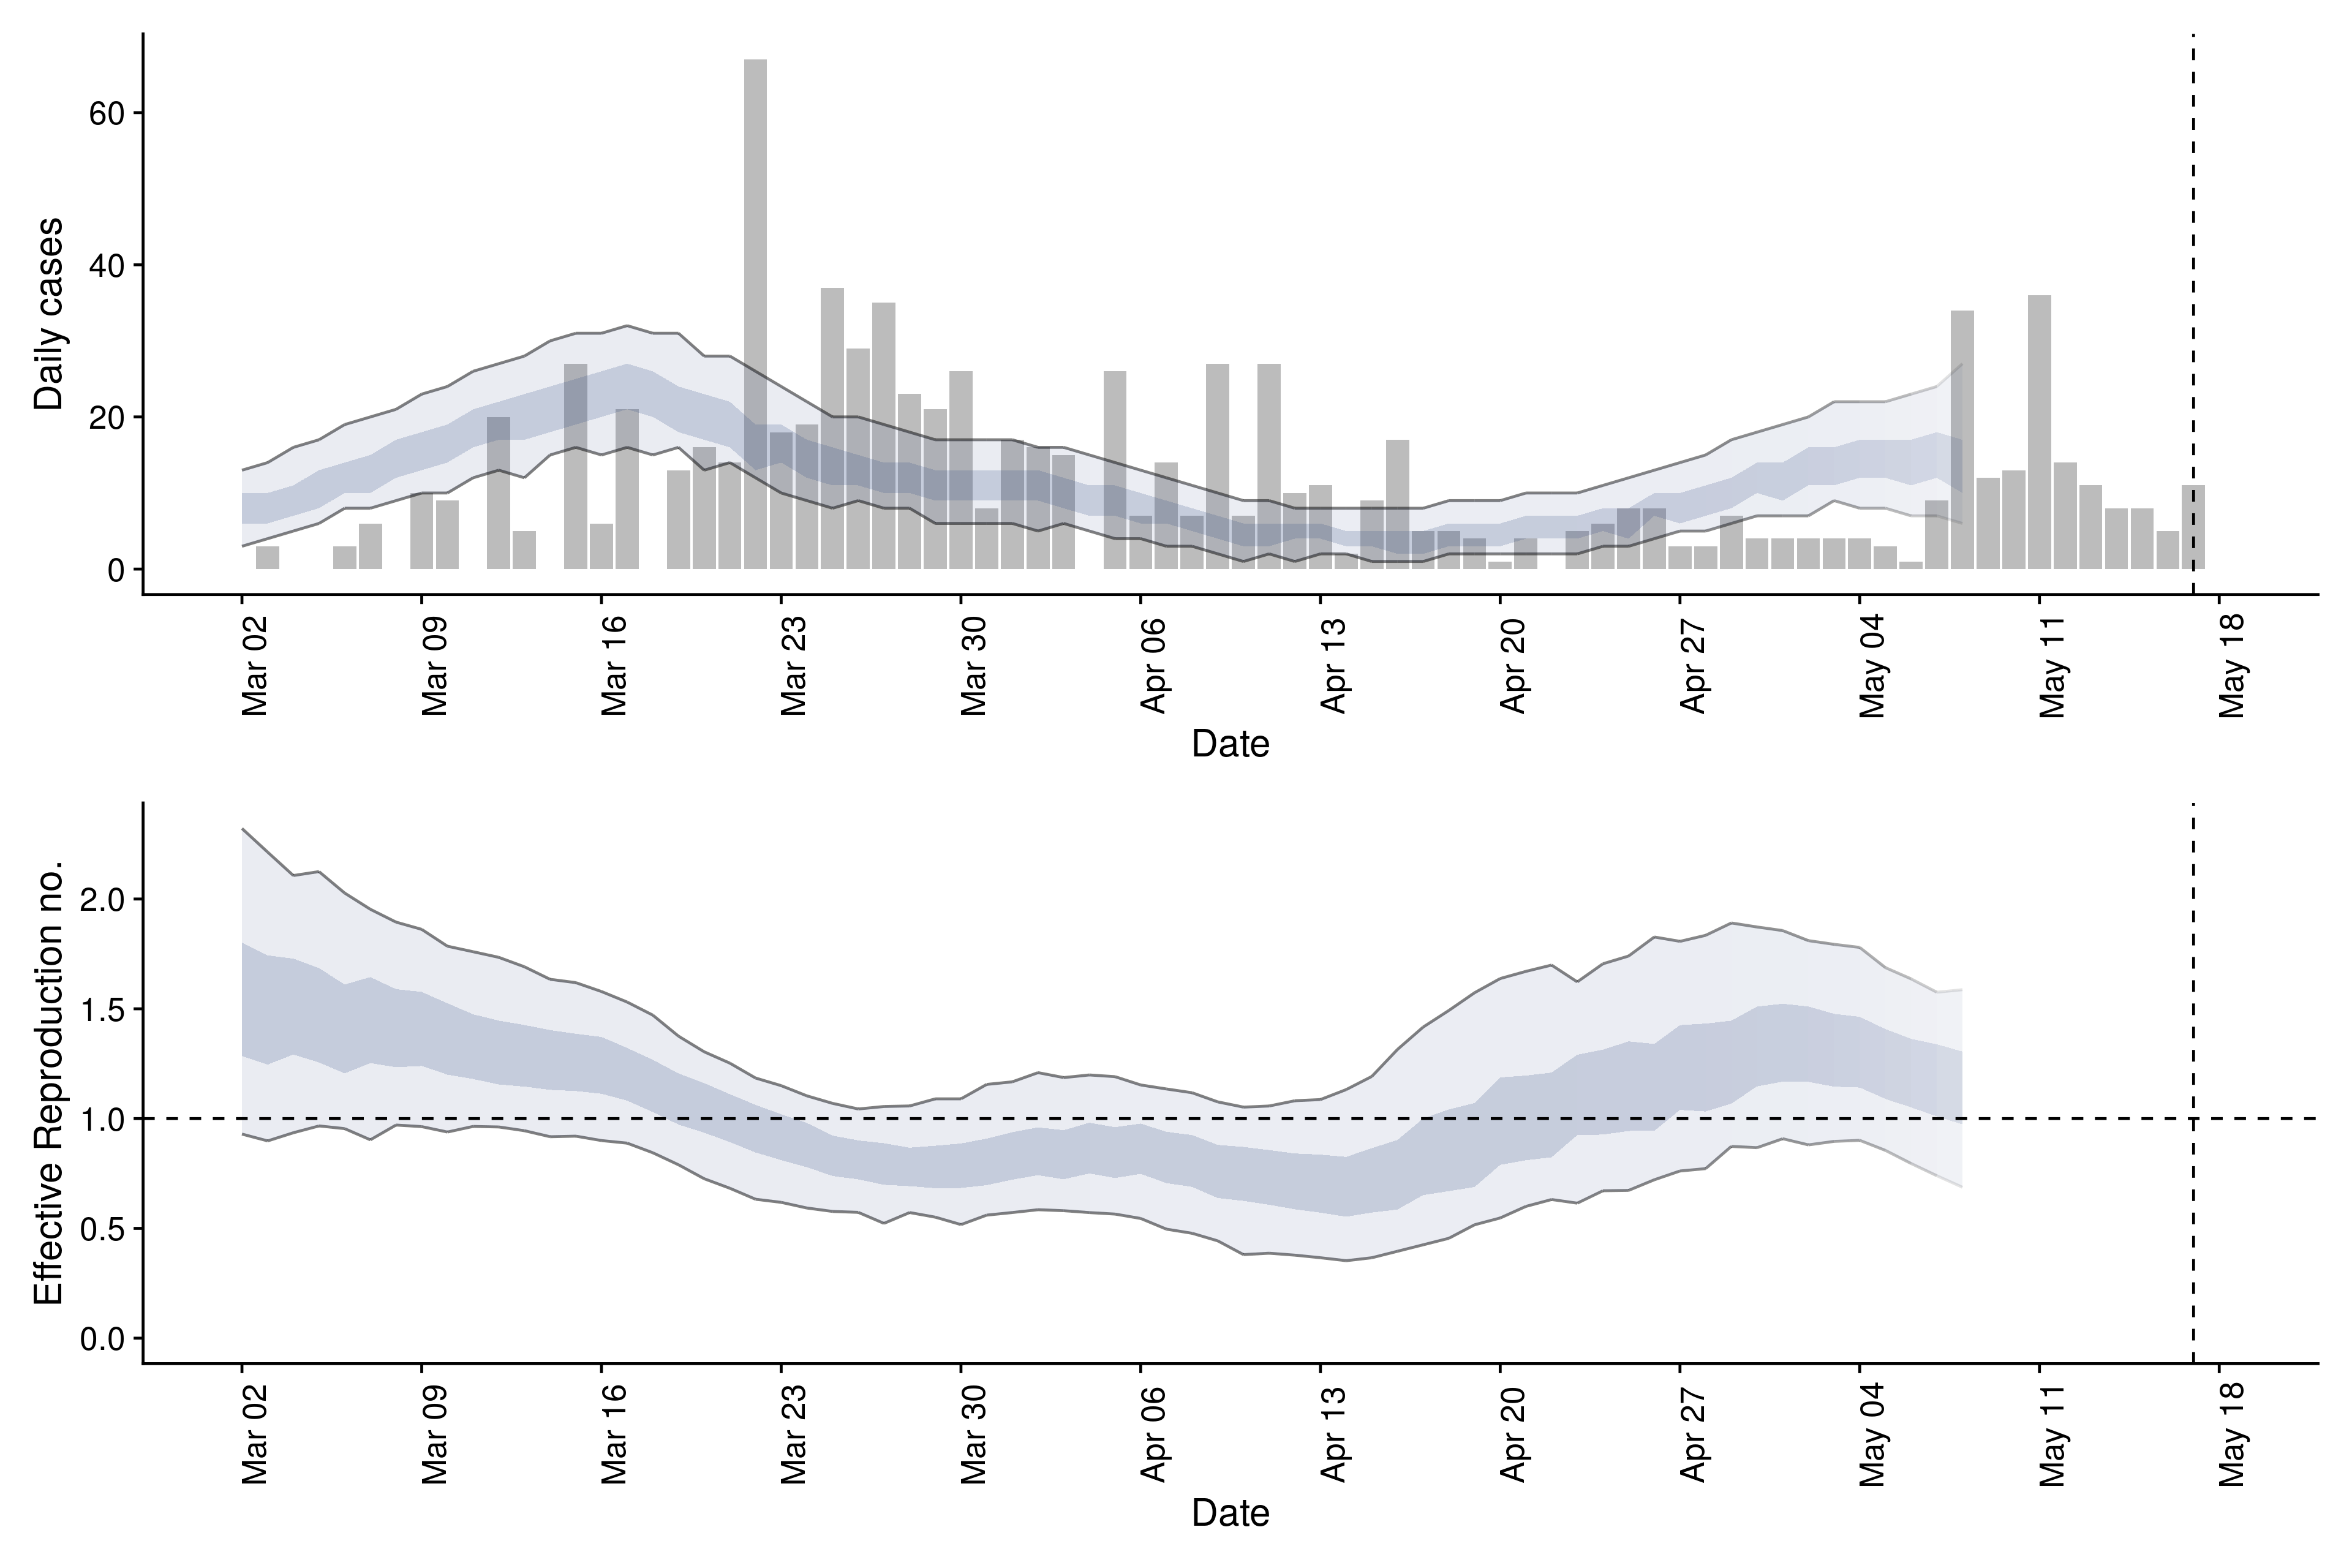 Daily cases
60
40
20
0
Mar 02
Mar 09
Mar 16
Mar 23
Mar 30
Apr 06
Apr 13
Apr 20
Apr 27
May 04
May 11
May 18
Date
Effective Reproduction no.
2.0
1.5
1.0
0.5
0.0
Mar 02
Mar 09
Mar 16
Mar 23
Mar 30
Apr 06
Apr 13
Apr 20
Apr 27
May 04
May 11
May 18
Date